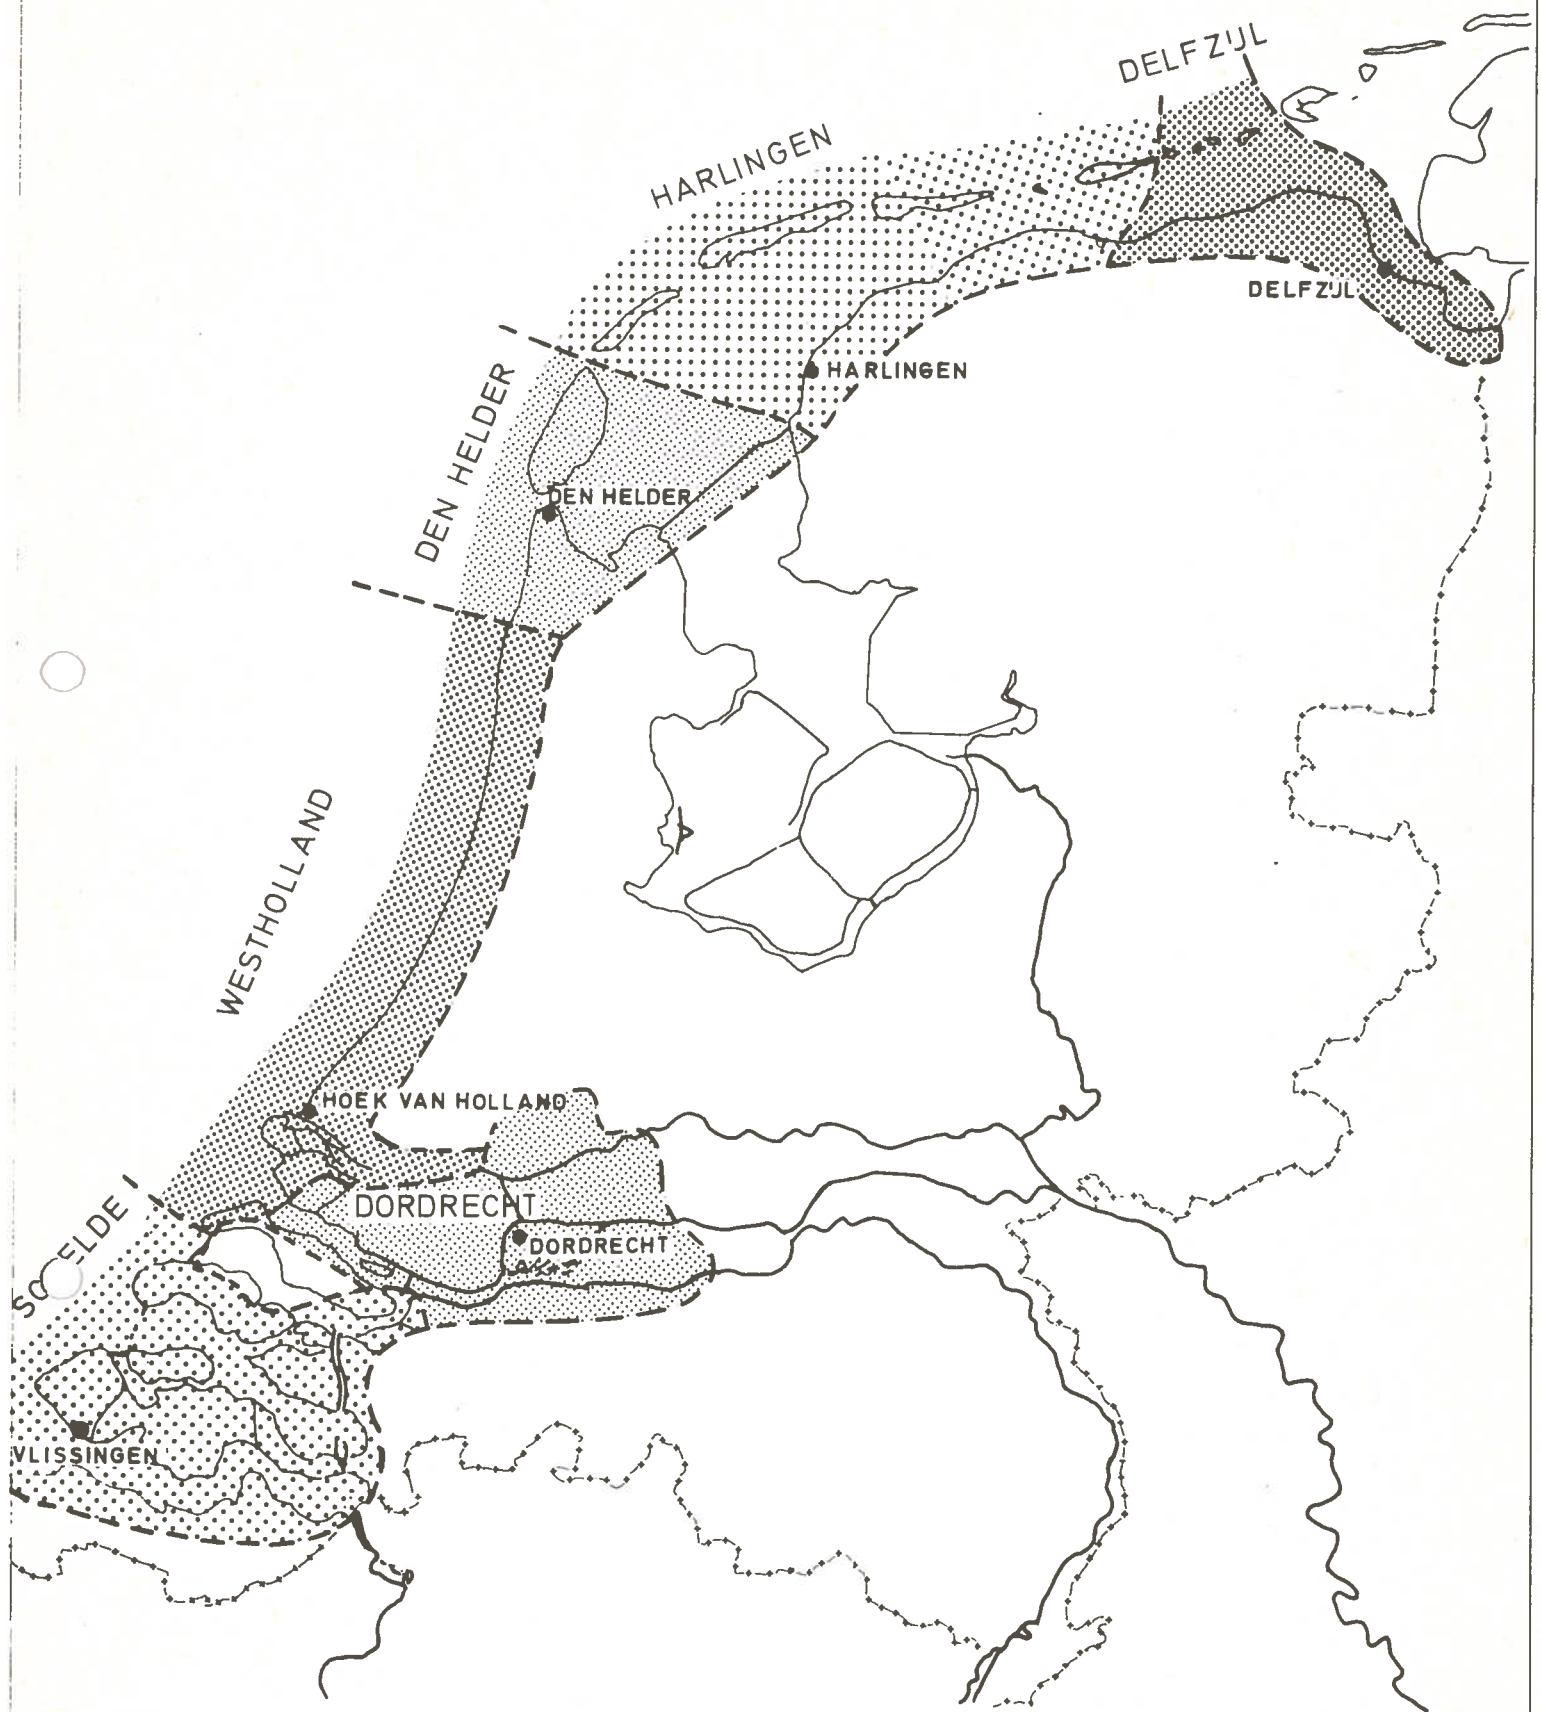 DELFZIJL
HARLINGEN
DELFZIJL
HARLINGEN
DEN HELDER
DEN HELDER
WESTHOLLAND
HOEK VAN HOLLAND
DORDRECHT
DORDRECHT
VLISSINGEN